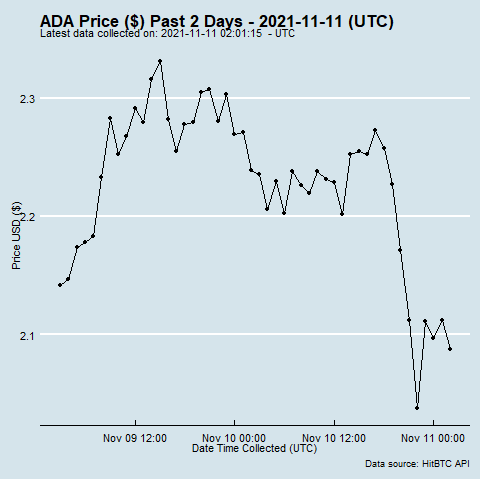 ADA Price ($) Past 2 Days - 2021-11-11 (UTC)
Latest data collected on: 2021-11-11 02:01:15 - UTC
2.3
2.2
2.1
Price USD ($)
Nov 09 12:00
Nov 10 00:00
Nov 10 12:00
Nov 11 00:00
Date Time Collected (UTC)
Data source: HitBTC API